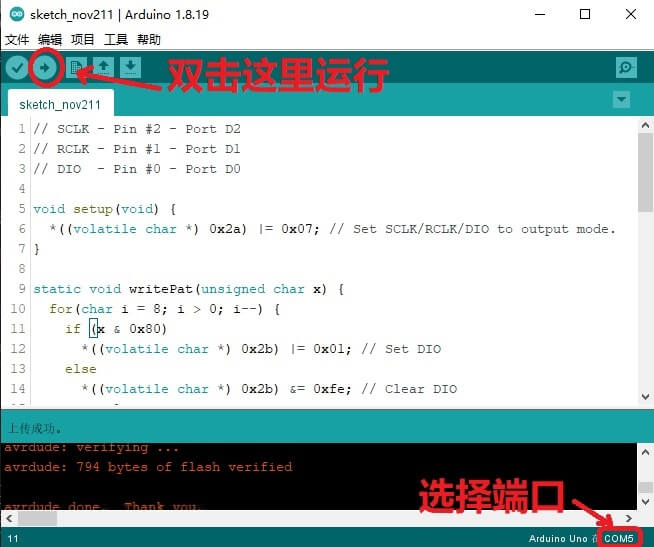 sketch_nov211 | Arduino 1.8.19
文件 编辑 项目 工具 帮助
双击这里运行
sketch_nov211
1 // SCLK - Pin #2 - Port D2
2 // RCLK - Pin #1 - Port D1
3 // DIO  - Pin #0 - Port D0
4
5 void setup(void) {
6   *((volatile char *) 0x2a) |= 0x07; // Set SCLK/RCLK/DIO to output mode.
7 }
8
9 static void writePat(unsigned char x) {
10   for(char i = 8; i > 0; i--) {
11     if (x & 0x80)
12       *((volatile char *) 0x2b) |= 0x01; // Set DIO
13     else
14       *((volatile char *) 0x2b) &= 0xfe; // Clear DIO
上传成功。
avrdude: verifying ...
avrdude: 794 bytes of flash verified
avrdude done.  Thank you.
选择端口
11
Arduino Uno 在 COM5